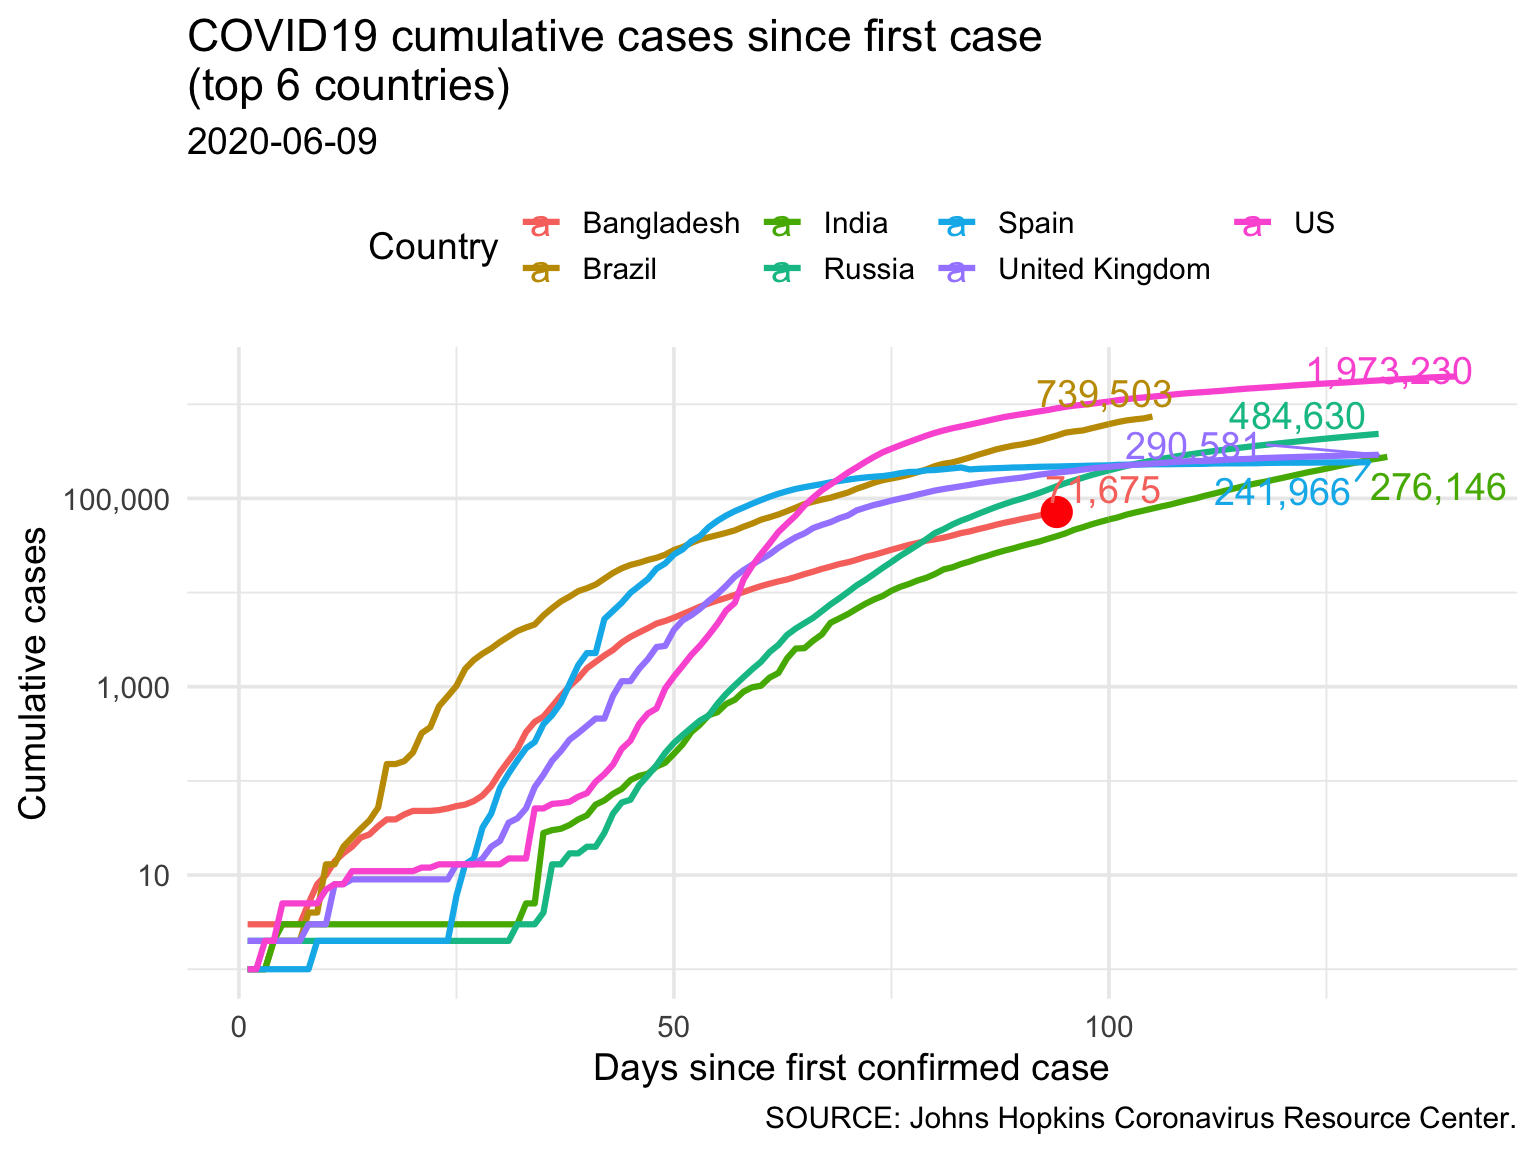 COVID19 cumulative cases since first case
(top 6 countries)
2020-06-09
Country
a Bangladesh a India a Spain a US
a Brazil a Russia a United Kingdom
1,973,230
739,503
484,630
290,581
71,675
241,966
276,146
100,000
1,000
10
Cumulative cases
0 50 100
Days since first confirmed case
SOURCE: Johns Hopkins Coronavirus Resource Center.